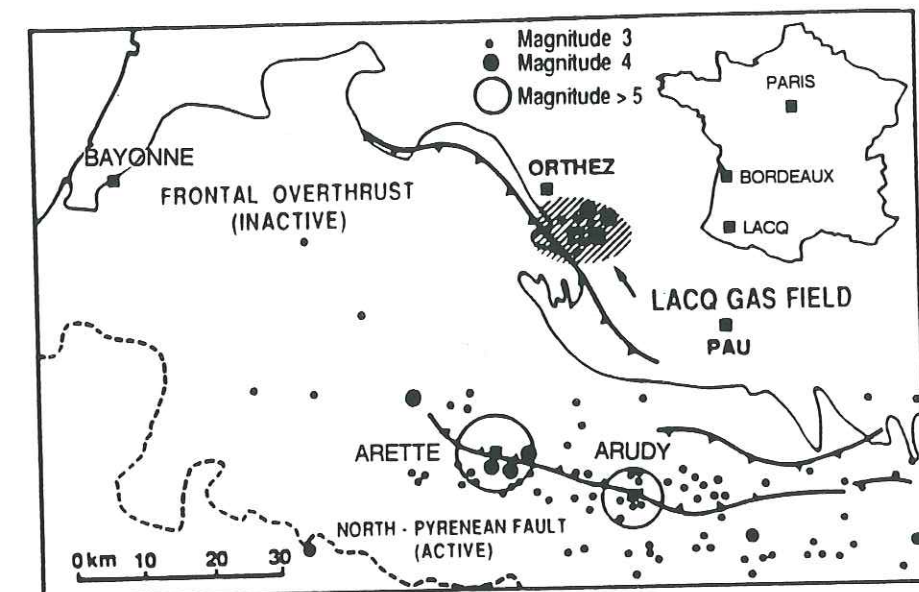 Magnitude 3
Magnitude 4
Magnitude > 5
PARIS
BORDEAUX
LACQ
BAYONNE
ORTHEZ
FRONTAL OVERTHRUST
(INACTIVE)
LACQ GAS FIELD
PAU
ARETTE
ARUDY
NORTH - PYRENEAN FAULT
(ACTIVE)
0 km 10 20 30